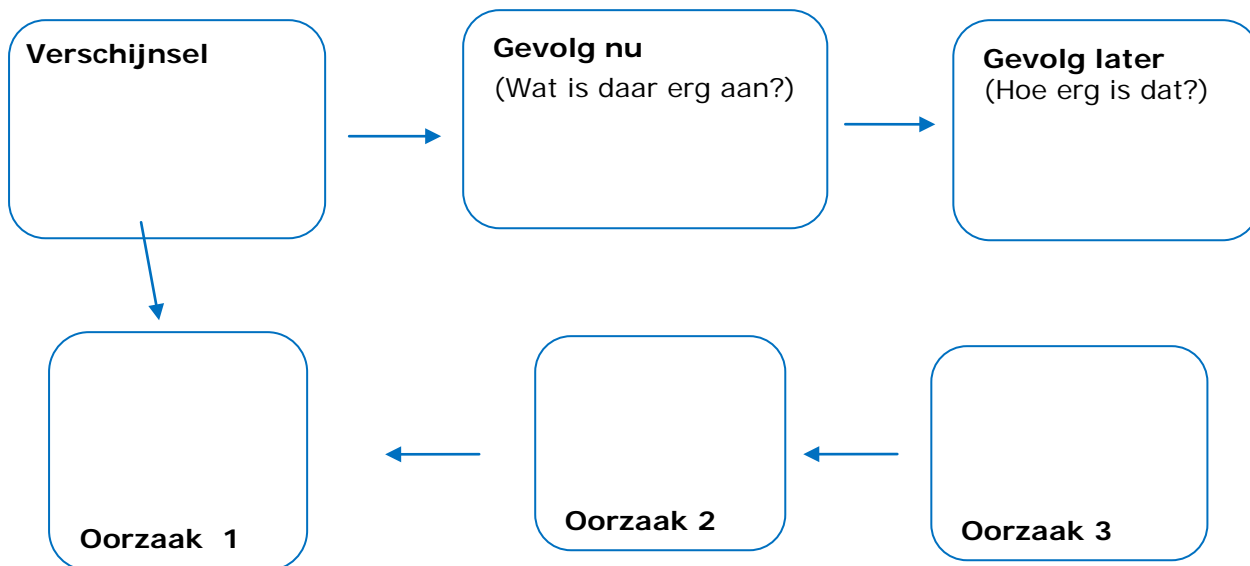 Verschijnsel
Gevolg nu
(Wat is daar erg aan?)
Gevolg later
(Hoe erg is dat?)
Oorzaak 1
Oorzaak 2
Oorzaak 3